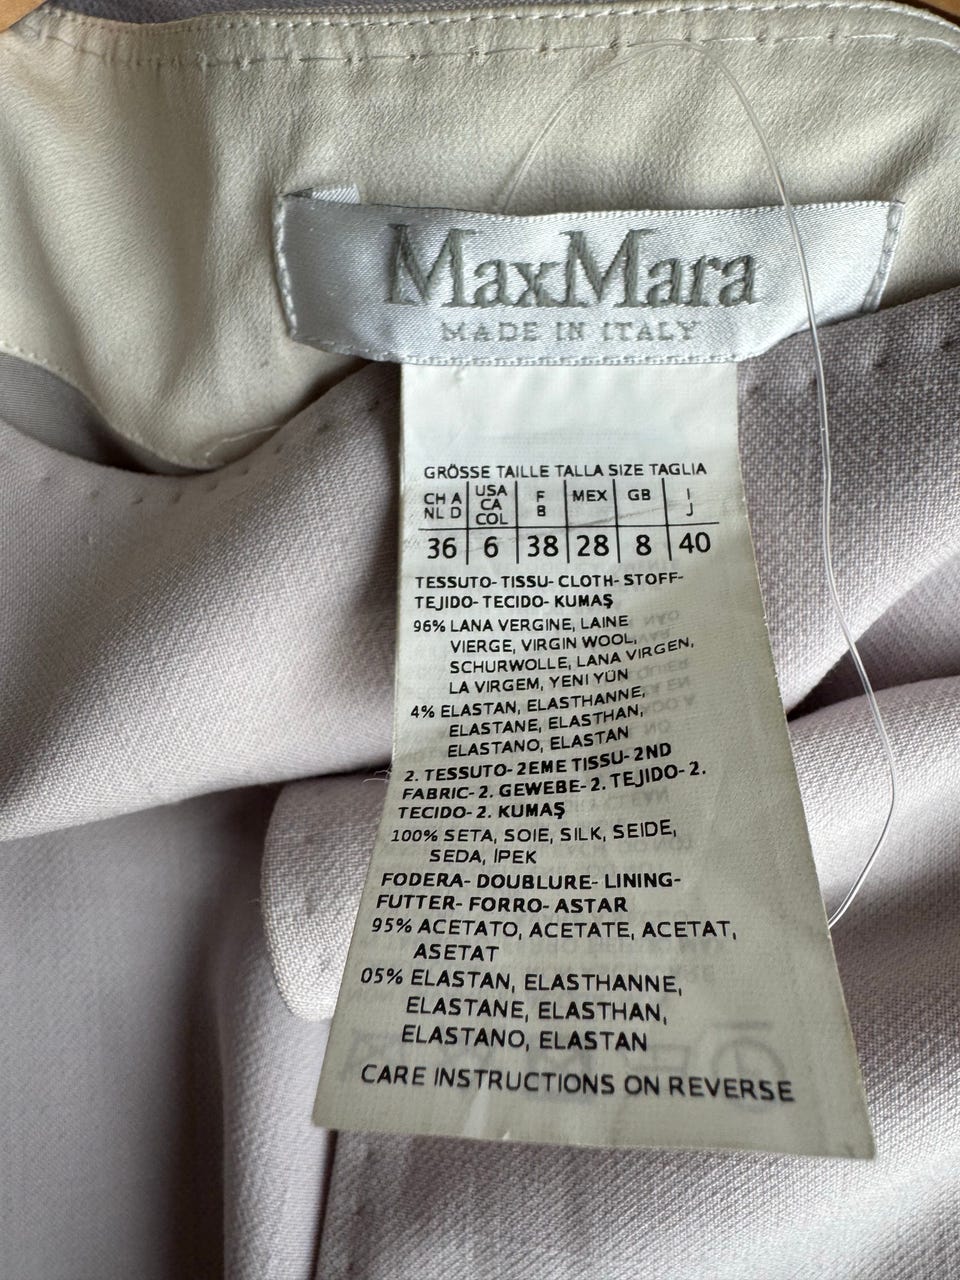 MaxMara
MADE IN ITALY
GRÖSSE TAILLE TALLA SIZE TAGLIA
CH A NL D | USA CA COL | F B | MEX | GB | I J
36 | 6 | 38 | 28 | 8 | 40
TESSUTO- TISSU- CLOTH- STOFF-
TEJIDO- TECIDO- KUMAŞ
96% LANA VERGINE, LAINE
VIERGE, VIRGIN WOOL,
SCHURWOLLE, LANA VIRGEN,
LA VIRGEM, YENI YÜN
4% ELASTAN, ELASTHANNE,
ELASTANE, ELASTHAN,
ELASTANO, ELASTAN
2. TESSUTO- 2EME TISSU- 2ND
FABRIC- 2. GEWEBE- 2. TEJIDO- 2.
TECIDO- 2. KUMAŞ
100% SETA, SOIE, SILK, SEIDE,
SEDA, İPEK
FODERA- DOUBLURE- LINING-
FUTTER- FORRO- ASTAR
95% ACETATO, ACETATE, ACETAT,
ASETAT
05% ELASTAN, ELASTHANNE,
ELASTANE, ELASTHAN,
ELASTANO, ELASTAN
CARE INSTRUCTIONS ON REVERSE